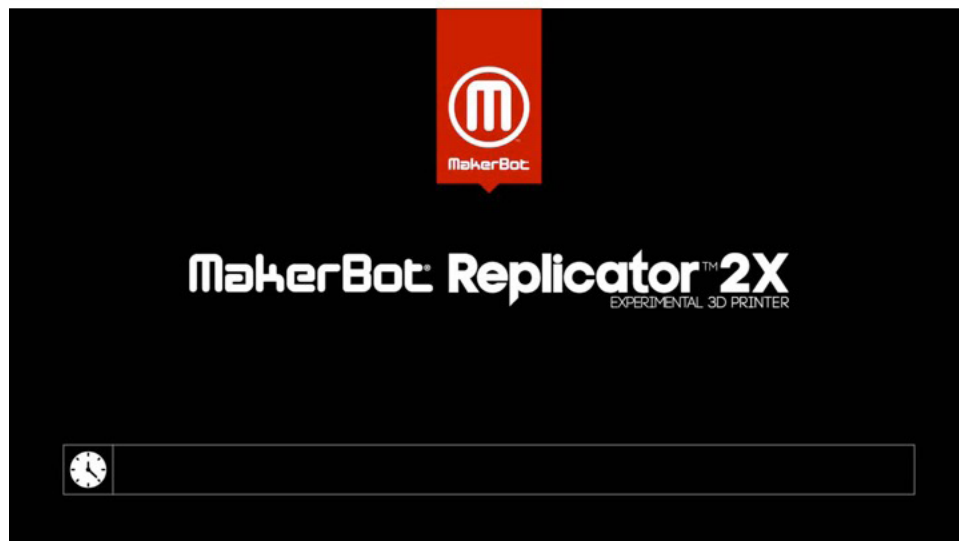 M
MakerBot
MakerBot® Replicator™ 2X
EXPERIMENTAL 3D PRINTER